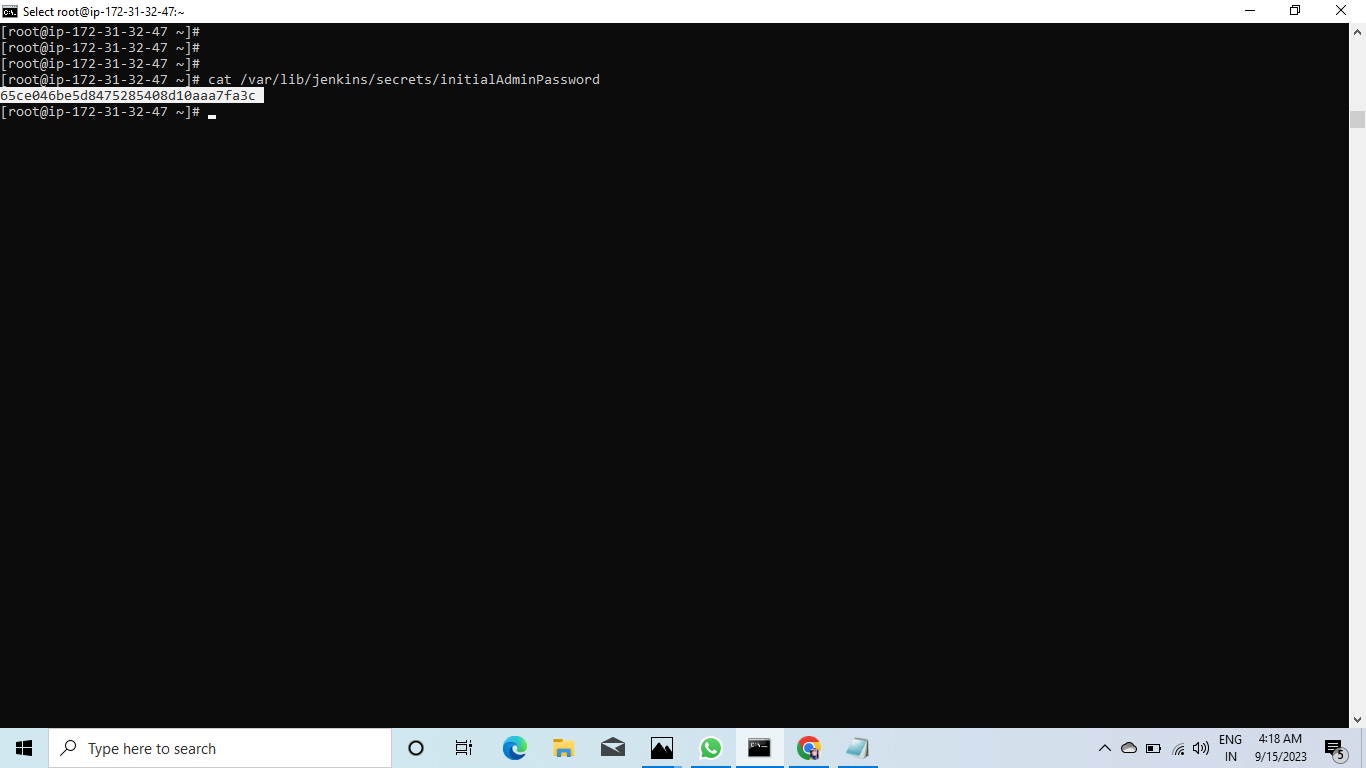 Select root@ip-172-31-32-47:~
[root@ip-172-31-32-47 ~]#
[root@ip-172-31-32-47 ~]#
[root@ip-172-31-32-47 ~]#
[root@ip-172-31-32-47 ~]# cat /var/lib/jenkins/secrets/initialAdminPassword
65ce046be5d8475285408d10aaa7fa3c
[root@ip-172-31-32-47 ~]#
Type here to search
ENG
IN
4:18 AM
9/15/2023
5